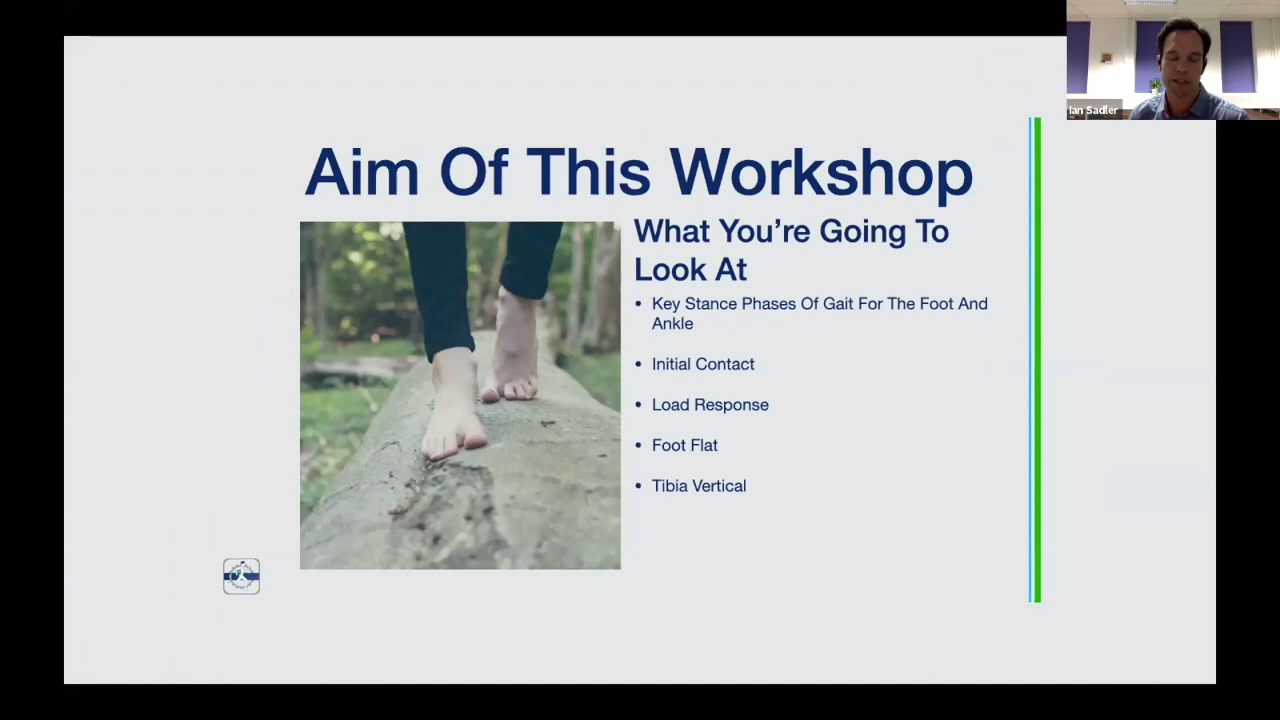 Ian Sadler
Aim Of This Workshop
What You're Going To
Look At
• Key Stance Phases Of Gait For The Foot And
Ankle
• Initial Contact
• Load Response
• Foot Flat
• Tibia Vertical